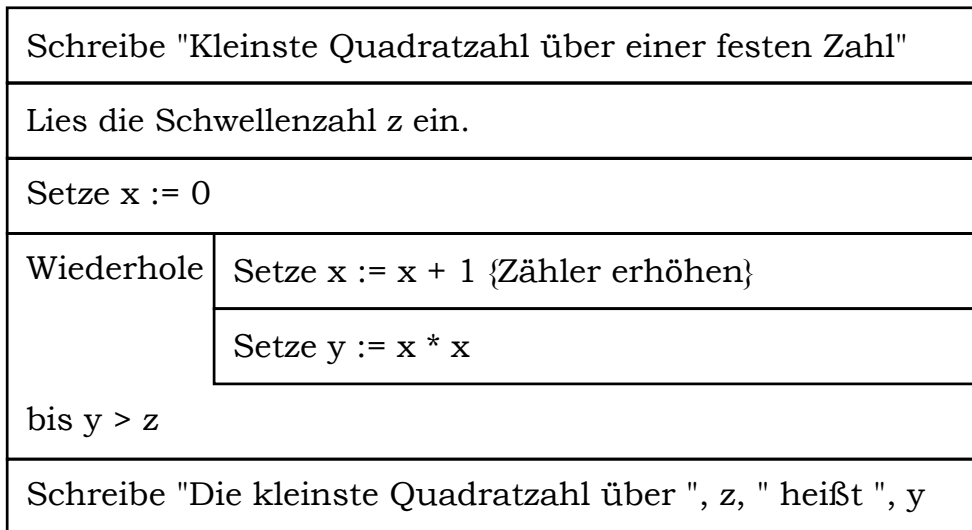 Schreibe "Kleinste Quadratzahl über einer festen Zahl"
Lies die Schwellenzahl z ein.
Setze x := 0
Wiederhole
Setze x := x + 1 {Zähler erhöhen}
Setze y := x * x
bis y > z
Schreibe "Die kleinste Quadratzahl über ", z, " heißt ", y